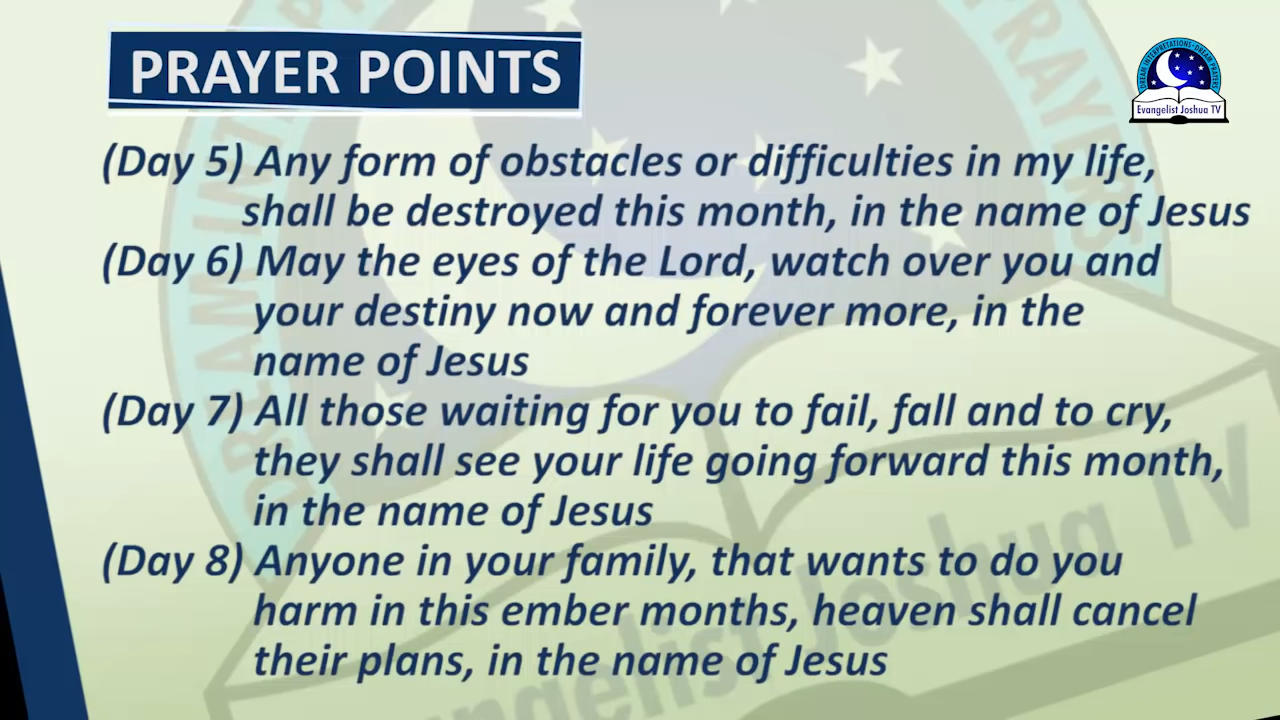 PRAYER POINTS
DREAM INTERPRETATIONS・DREAM PRAYERS
Evangelist Joshua TV
(Day 5) Any form of obstacles or difficulties in my life,
shall be destroyed this month, in the name of Jesus
(Day 6) May the eyes of the Lord, watch over you and
your destiny now and forever more, in the
name of Jesus
(Day 7) All those waiting for you to fail, fall and to cry,
they shall see your life going forward this month,
in the name of Jesus
(Day 8) Anyone in your family, that wants to do you
harm in this ember months, heaven shall cancel
their plans, in the name of Jesus